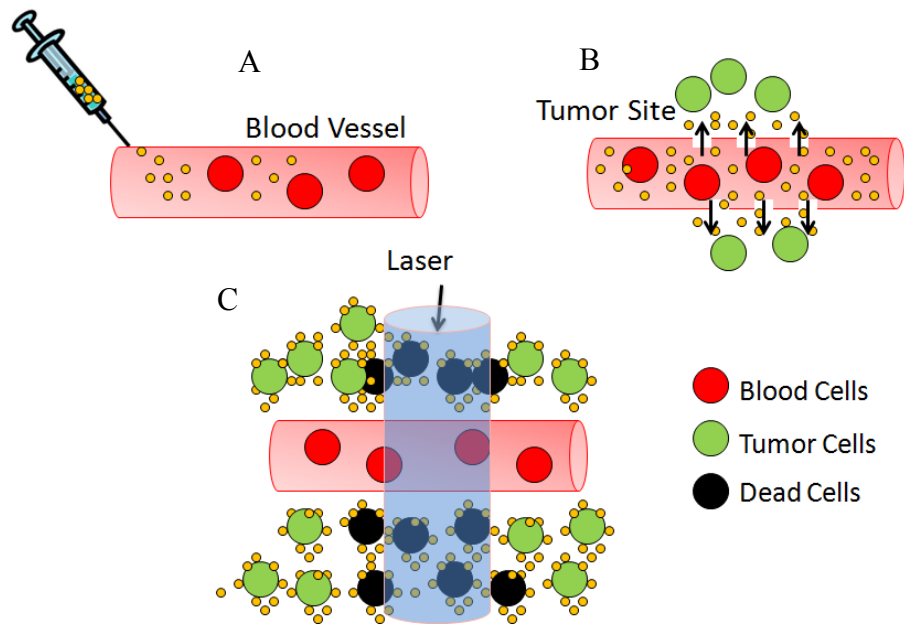 A
Blood Vessel
B
Tumor Site
C
Laser
Blood Cells
Tumor Cells
Dead Cells